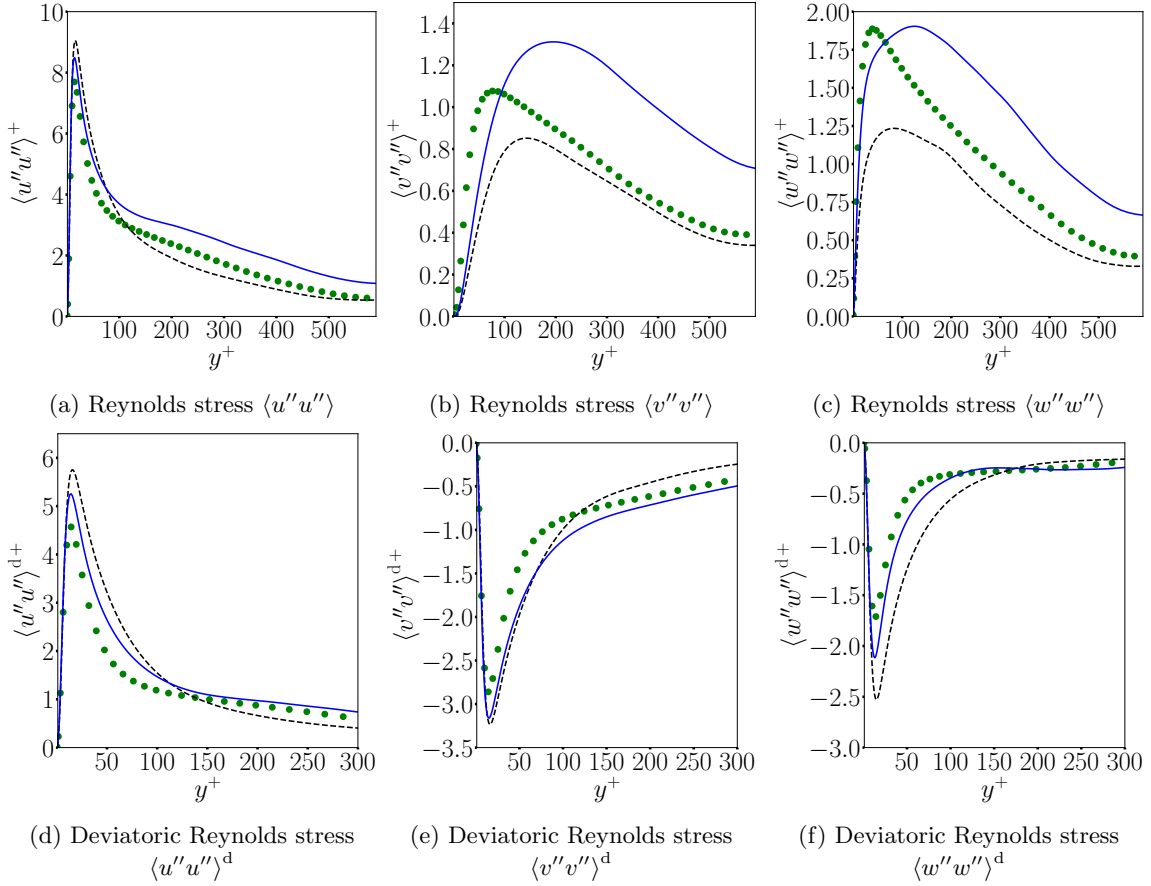 10
8
6
4
2
0
⟨u′′u′′⟩⁺
100 200 300 400 500
y⁺
(a) Reynolds stress ⟨u′′u′′⟩
1.4
1.2
1.0
0.8
0.6
0.4
0.2
0.0
⟨v′′v′′⟩⁺
100 200 300 400 500
y⁺
(b) Reynolds stress ⟨v′′v′′⟩
2.00
1.75
1.50
1.25
1.00
0.75
0.50
0.25
0.00
⟨w′′w′′⟩⁺
100 200 300 400 500
y⁺
(c) Reynolds stress ⟨w′′w′′⟩
6
5
4
3
2
1
0
⟨u′′u′′⟩ᵈ⁺
50 100 150 200 250 300
y⁺
(d) Deviatoric Reynolds stress
⟨u′′u′′⟩ᵈ
0.0
−0.5
−1.0
−1.5
−2.0
−2.5
−3.0
−3.5
⟨v′′v′′⟩ᵈ⁺
50 100 150 200 250 300
y⁺
(e) Deviatoric Reynolds stress
⟨v′′v′′⟩ᵈ
0.0
−0.5
−1.0
−1.5
−2.0
−2.5
−3.0
⟨w′′w′′⟩ᵈ⁺
50 100 150 200 250 300
y⁺
(f) Deviatoric Reynolds stress
⟨w′′w′′⟩ᵈ